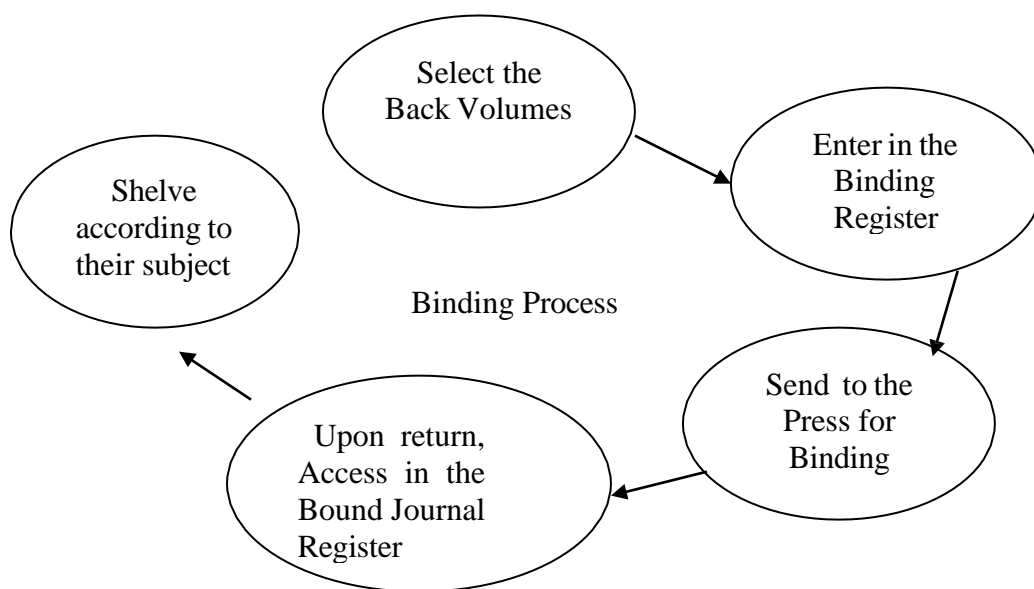 Select the
Back Volumes
Enter in the
Binding
Register
Send to the
Press for
Binding
Upon return,
Access in the
Bound Journal
Register
Shelve
according to
their subject
Binding Process